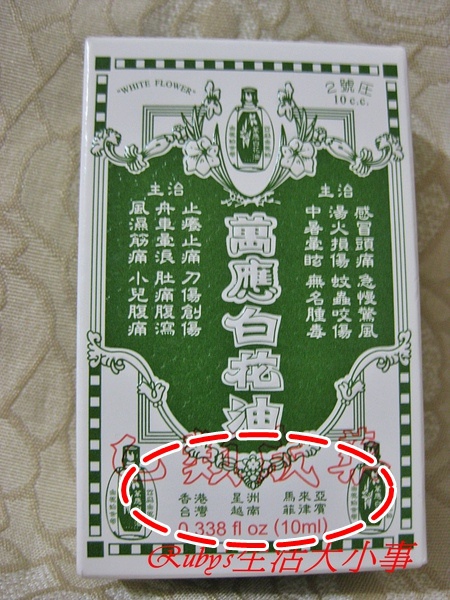 "WHITE FLOWER"
2號庄
10 c.c.
主治
感冒頭痛 急慢驚風
湯火損傷 蚊蟲咬傷
中暑暈眩 無名腫毒
萬應白花油
主治
止癢止痛 刀傷創傷
舟車暈浪 肚痛腹瀉
風濕筋痛 小兒腹痛
乙類成藥
香港 星洲 馬來亞
台灣 越南 菲律賓
0.338 fl oz (10ml)
Ruby's生活大小事